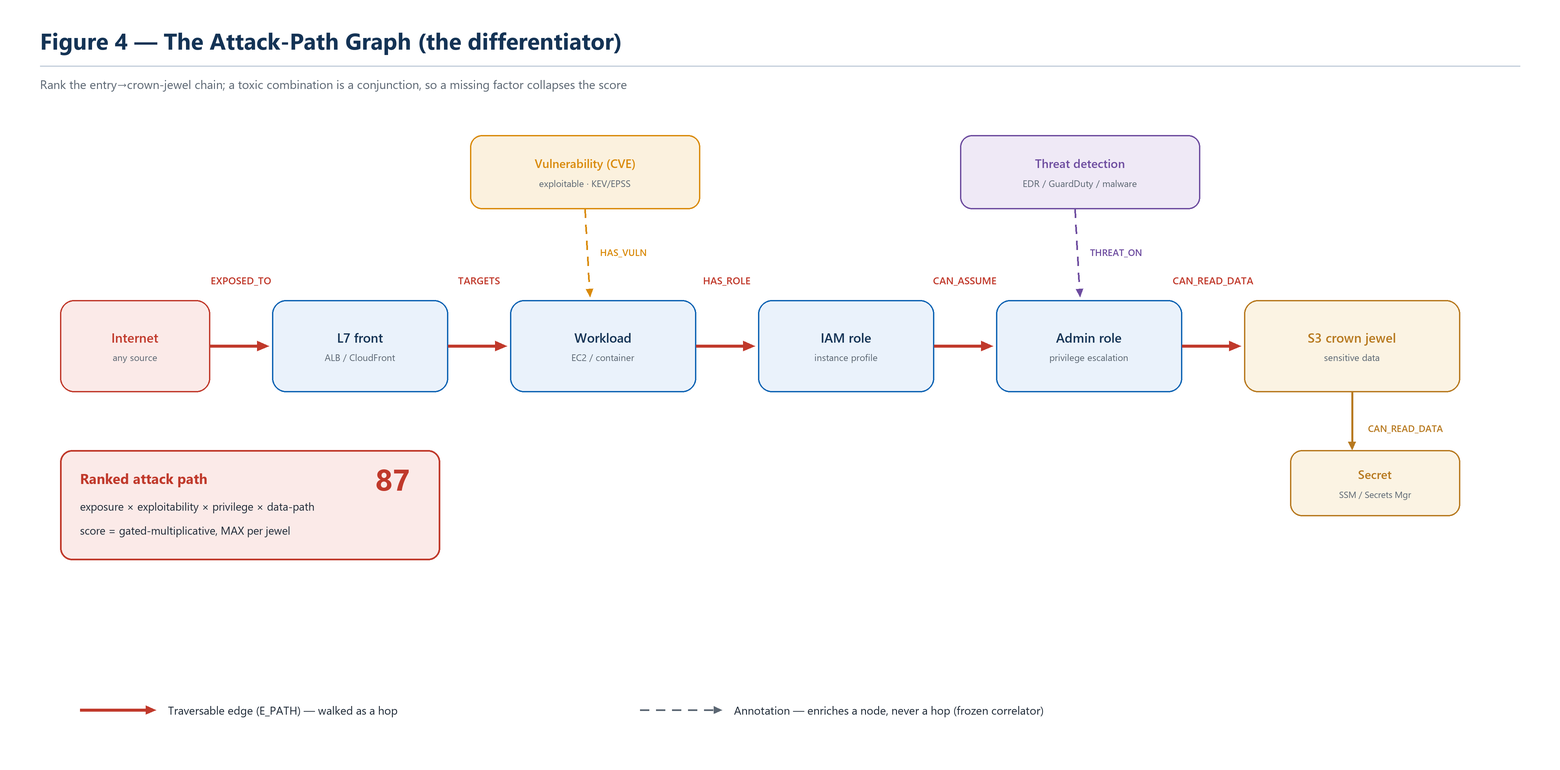 Figure 4 — The Attack-Path Graph (the differentiator)
Rank the entry→crown-jewel chain; a toxic combination is a conjunction, so a missing factor collapses the score
Vulnerability (CVE)
exploitable · KEV/EPSS
Threat detection
EDR / GuardDuty / malware
HAS_VULN
THREAT_ON
EXPOSED_TO
TARGETS
HAS_ROLE
CAN_ASSUME
CAN_READ_DATA
Internet
any source
L7 front
ALB / CloudFront
Workload
EC2 / container
IAM role
instance profile
Admin role
privilege escalation
S3 crown jewel
sensitive data
CAN_READ_DATA
Secret
SSM / Secrets Mgr
Ranked attack path
87
exposure × exploitability × privilege × data-path
score = gated-multiplicative, MAX per jewel
Traversable edge (E_PATH) — walked as a hop
Annotation — enriches a node, never a hop (frozen correlator)